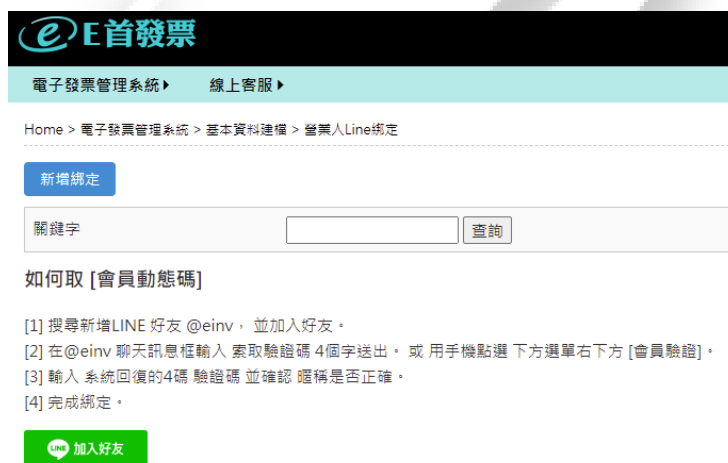 E首發票
電子發票管理系統 線上客服
Home > 電子發票管理系統 > 基本資料建檔 > 營業人Line綁定
新增綁定
關鍵字 查詢
如何取 [會員動態碼]
[1] 搜尋新增LINE 好友 @einv， 並加入好友。
[2] 在@einv 聊天訊息框輸入 索取驗證碼 4個字送出。 或 用手機點選 下方選單右下方 [會員驗證]。
[3] 輸入 系統回復的4碼 驗證碼 並確認 暱稱是否正確。
[4] 完成綁定。
LINE 加入好友